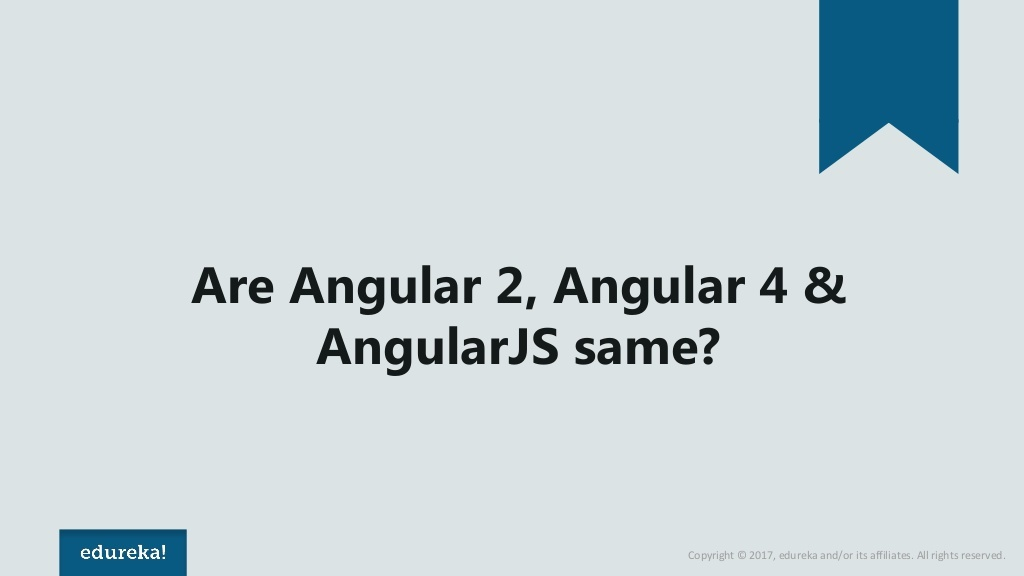 Are Angular 2, Angular 4 &
AngularJS same?
edureka!
Copyright © 2017, edureka and/or its affiliates. All rights reserved.